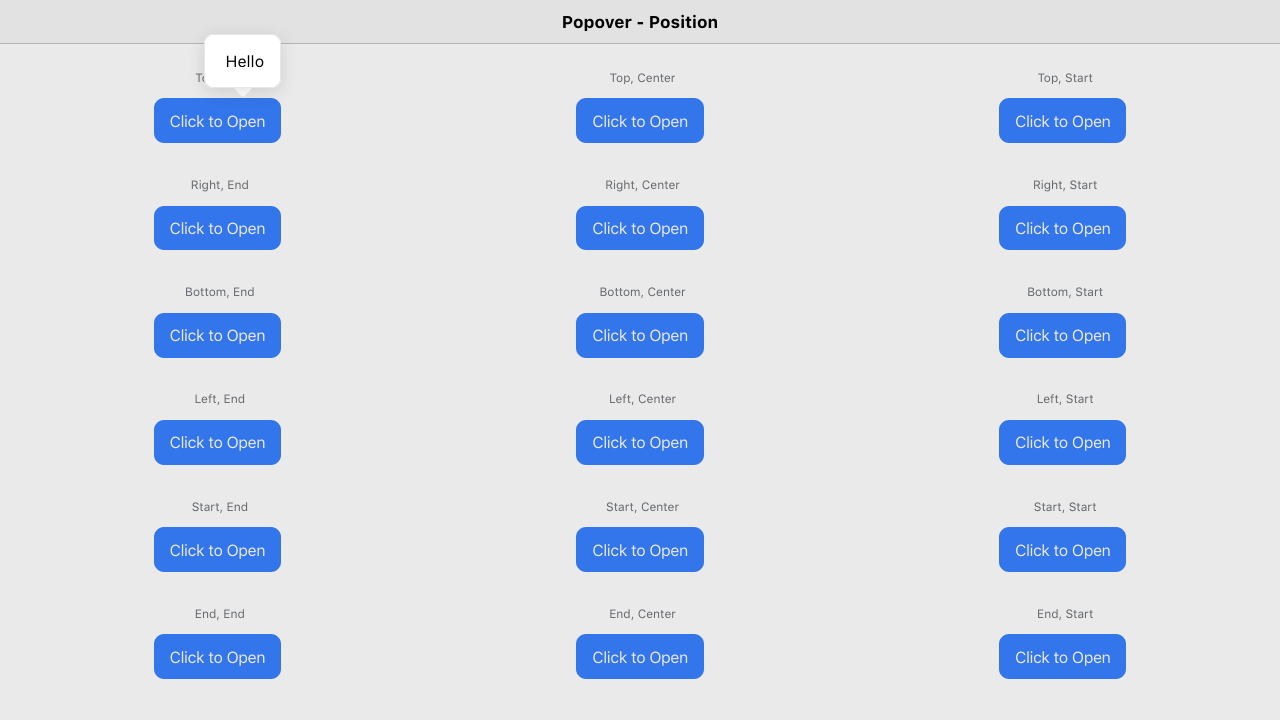 Popover - Position
Hello
Top, Center
Top, Start
Click to Open
Click to Open
Click to Open
Right, End
Right, Center
Right, Start
Click to Open
Click to Open
Click to Open
Bottom, End
Bottom, Center
Bottom, Start
Click to Open
Click to Open
Click to Open
Left, End
Left, Center
Left, Start
Click to Open
Click to Open
Click to Open
Start, End
Start, Center
Start, Start
Click to Open
Click to Open
Click to Open
End, End
End, Center
End, Start
Click to Open
Click to Open
Click to Open